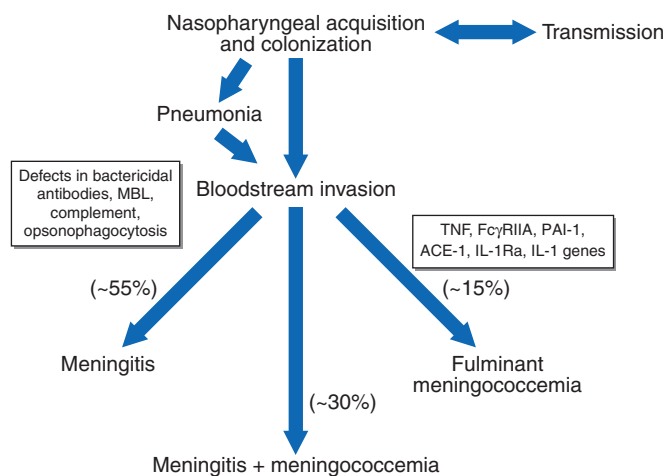 Nasopharyngeal acquisition
and colonization
Transmission
Pneumonia
Defects in bactericidal
antibodies, MBL,
complement,
opsonophagocytosis
Bloodstream invasion
TNF, FcγRIIA, PAI-1,
ACE-1, IL-1Ra, IL-1 genes
(~55%)
(~15%)
Meningitis
Fulminant
meningococcemia
(~30%)
Meningitis + meningococcemia